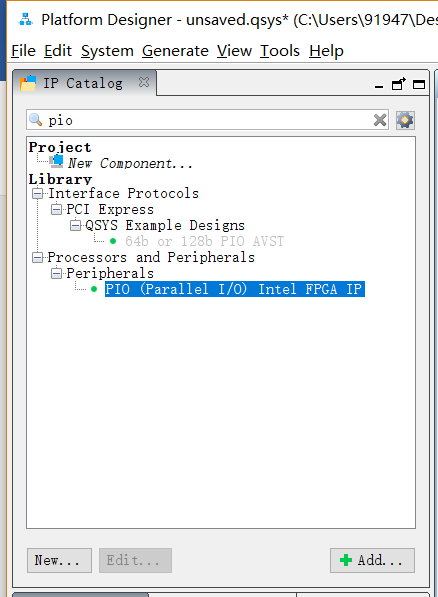 Platform Designer - unsaved.qsys* (C:\Users\91947\Des
File Edit System Generate View Tools Help
IP Catalog
pio
Project
New Component...
Library
Interface Protocols
PCI Express
QSYS Example Designs
64b or 128b PIO AVST
Processors and Peripherals
Peripherals
PIO (Parallel I/O) Intel FPGA IP
New... Edit... Add...